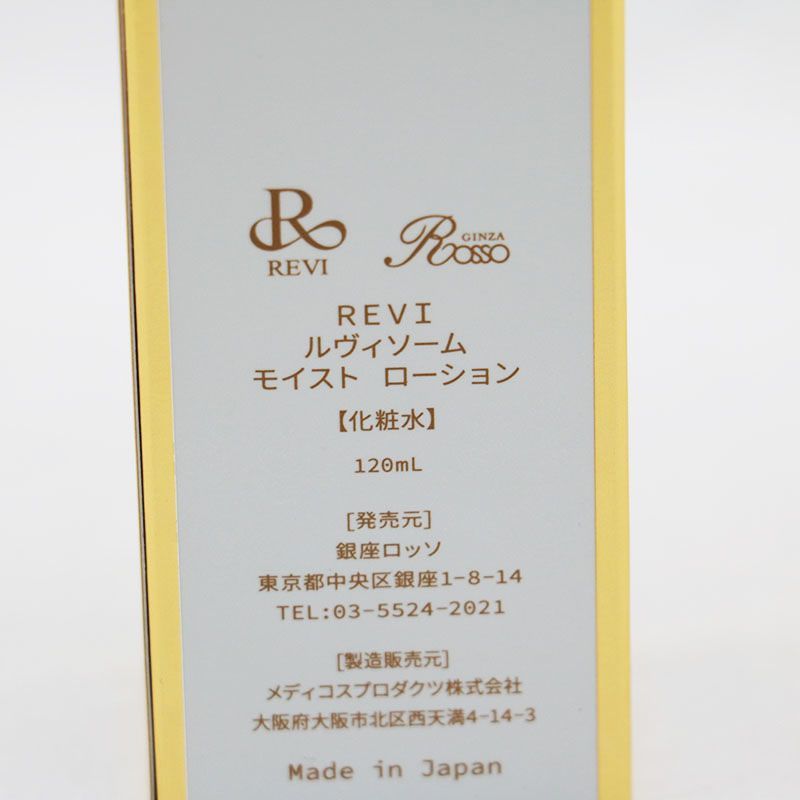 R
REVI
GINZA
Rosso
REVI
ルヴィソーム
モイスト ローション
【化粧水】
120mL
[発売元]
銀座ロッソ
東京都中央区銀座1-8-14
TEL:03-5524-2021
[製造販売元]
メディコスプロダクツ株式会社
大阪府大阪市北区西天満4-14-3
Made in Japan